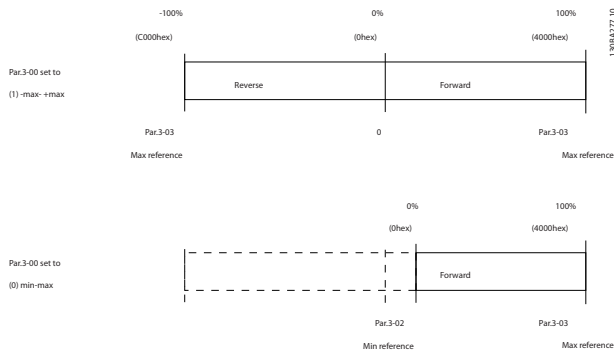 -100% 0% 100%
(C000hex) (0hex) (4000hex)
130BA277.10
Par.3-00 set to
(1) -max- +max
Reverse Forward
Par.3-03 0 Par.3-03
Max reference Max reference
0% 100%
(0hex) (4000hex)
Par.3-00 set to
(0) min-max
Forward
Par.3-02 Par.3-03
Min reference Max reference